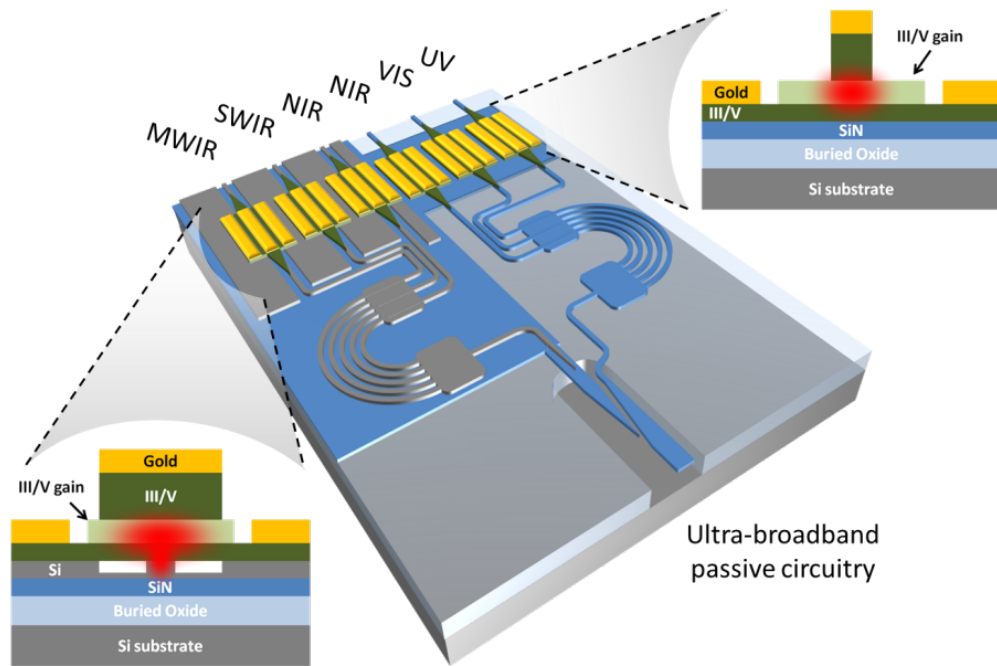 MWIR
SWIR
NIR
NIR
VIS
UV
III/V gain
Gold
III/V
SiN
Buried Oxide
Si substrate
Gold
III/V gain
III/V
Si
SiN
Buried Oxide
Si substrate
Ultra-broadband
passive circuitry